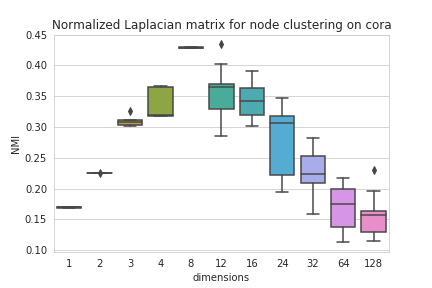 Normalized Laplacian matrix for node clustering on cora
0.45
0.40
0.35
0.30
0.25
0.20
0.15
0.10
NMI
1 2 3 4 8 12 16 24 32 64 128
dimensions